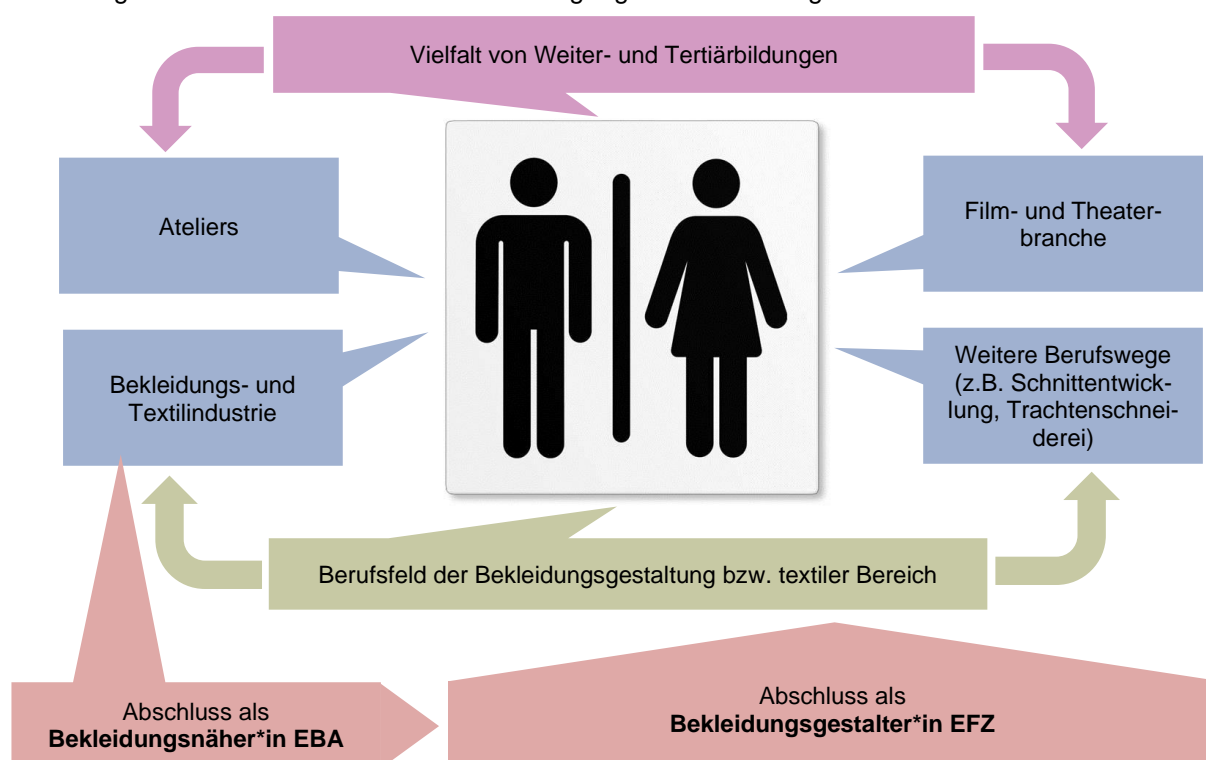 Vielfalt von Weiter- und Tertiärbildungen
Ateliers
Film- und Theater-
branche
Bekleidungs- und
Textilindustrie
Weitere Berufswege
(z.B. Schnittentwick-
lung, Trachtenschnei-
derei)
Berufsfeld der Bekleidungsgestaltung bzw. textiler Bereich
Abschluss als
Bekleidungsnäher*in EBA
Abschluss als
Bekleidungsgestalter*in EFZ